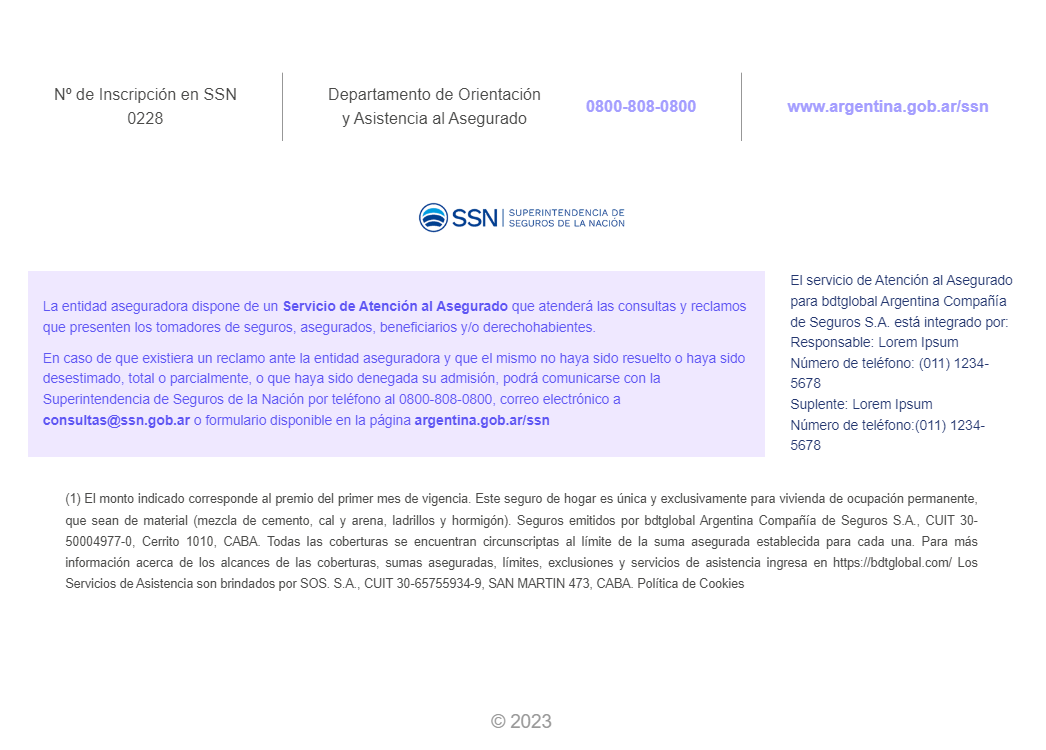 Nº de Inscripción en SSN
0228
Departamento de Orientación
y Asistencia al Asegurado
0800-808-0800
www.argentina.gob.ar/ssn
SSN
SUPERINTENDENCIA DE
SEGUROS DE LA NACIÓN
La entidad aseguradora dispone de un Servicio de Atención al Asegurado que atenderá las consultas y reclamos
que presenten los tomadores de seguros, asegurados, beneficiarios y/o derechohabientes.
En caso de que existiera un reclamo ante la entidad aseguradora y que el mismo no haya sido resuelto o haya sido
desestimado, total o parcialmente, o que haya sido denegada su admisión, podrá comunicarse con la
Superintendencia de Seguros de la Nación por teléfono al 0800-808-0800, correo electrónico a
consultas@ssn.gob.ar o formulario disponible en la página argentina.gob.ar/ssn
El servicio de Atención al Asegurado
para bdtglobal Argentina Compañía
de Seguros S.A. está integrado por:
Responsable: Lorem Ipsum
Número de teléfono: (011) 1234-
5678
Suplente: Lorem Ipsum
Número de teléfono:(011) 1234-
5678
(1) El monto indicado corresponde al premio del primer mes de vigencia. Este seguro de hogar es única y exclusivamente para vivienda de ocupación permanente,
que sean de material (mezcla de cemento, cal y arena, ladrillos y hormigón). Seguros emitidos por bdtglobal Argentina Compañía de Seguros S.A., CUIT 30-
50004977-0, Cerrito 1010, CABA. Todas las coberturas se encuentran circunscriptas al límite de la suma asegurada establecida para cada una. Para más
información acerca de los alcances de las coberturas, sumas aseguradas, límites, exclusiones y servicios de asistencia ingresa en https://bdtglobal.com/ Los
Servicios de Asistencia son brindados por SOS. S.A., CUIT 30-65755934-9, SAN MARTIN 473, CABA. Política de Cookies
© 2023